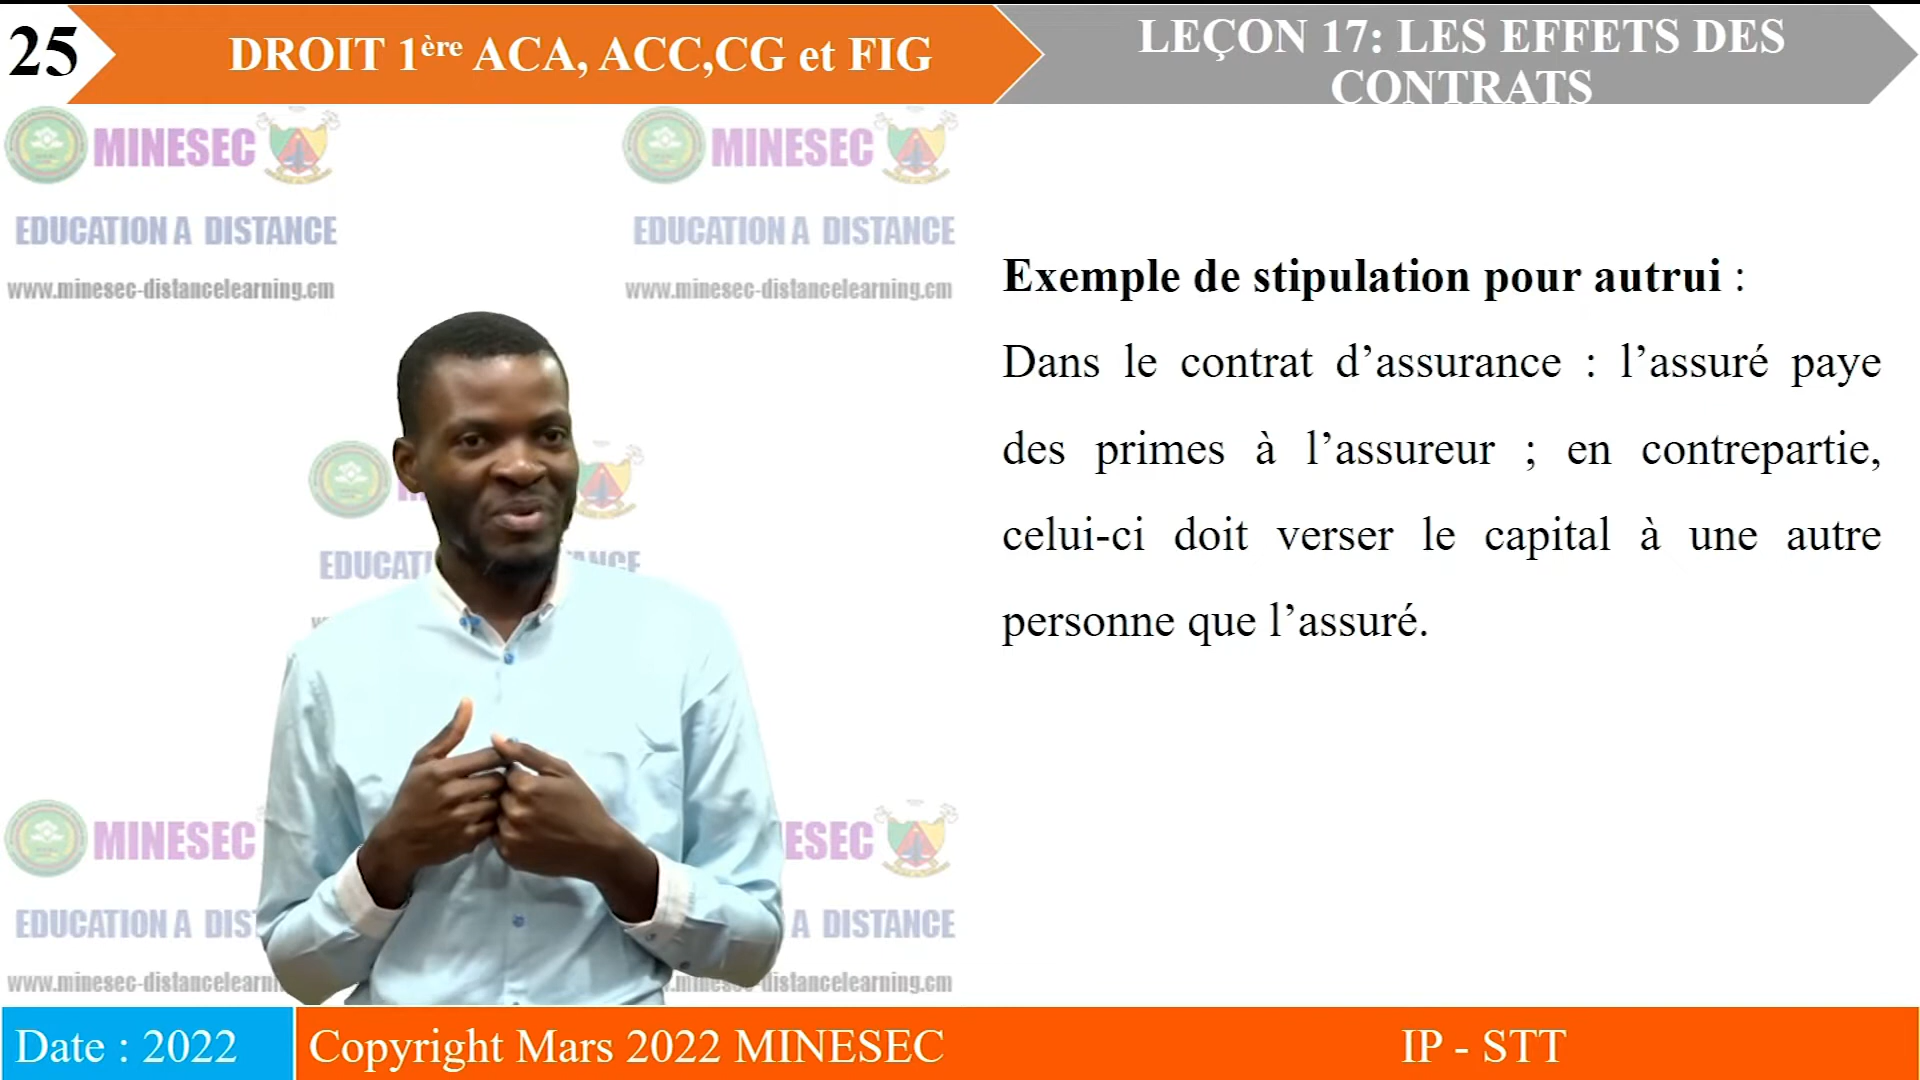 25
DROIT 1ère ACA, ACC,CG et FIG
LEÇON 17: LES EFFETS DES
CONTRATS
MINESEC
MINESEC
EDUCATION A DISTANCE
EDUCATION A DISTANCE
www.minesec-distancelearning.cm
www.minesec-distancelearning.cm
Exemple de stipulation pour autrui :
Dans le contrat d’assurance : l’assuré paye
des primes à l’assureur ; en contrepartie,
celui-ci doit verser le capital à une autre
personne que l’assuré.
MINESEC
ESEC
A DISTANCE
Date : 2022
Copyright Mars 2022 MINESEC
IP - STT